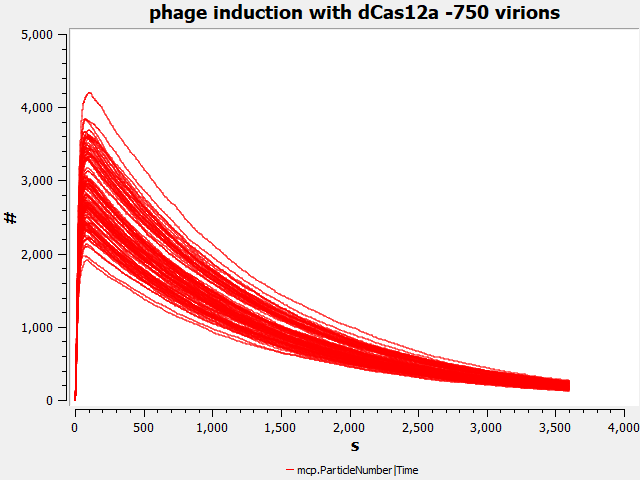 phage induction with dCas12a -750 virions
5,000
4,000
3,000
2,000
1,000
0
#
0 500 1,000 1,500 2,000 2,500 3,000 3,500 4,000
s
mcp.ParticleNumber|Time